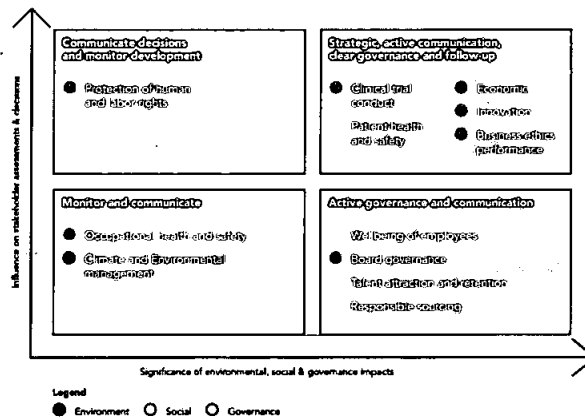 Influence on stakeholder assessments & decisions
Communicate decisions
and monitor development
Protection of human
and labor rights
Strategic, active communication,
clear governance and follow-up
Clinical trial
conduct
Patient health
and safety
Economic
Innovation
Business ethics
performance
Monitor and communicate
Occupational health and safety
Climate and Environmental
management
Active governance and communication
Wellbeing of employees
Board governance
Talent attraction and retention
Responsible sourcing
Significance of environmental, social & governance impacts
Legend
Environment Social Governance